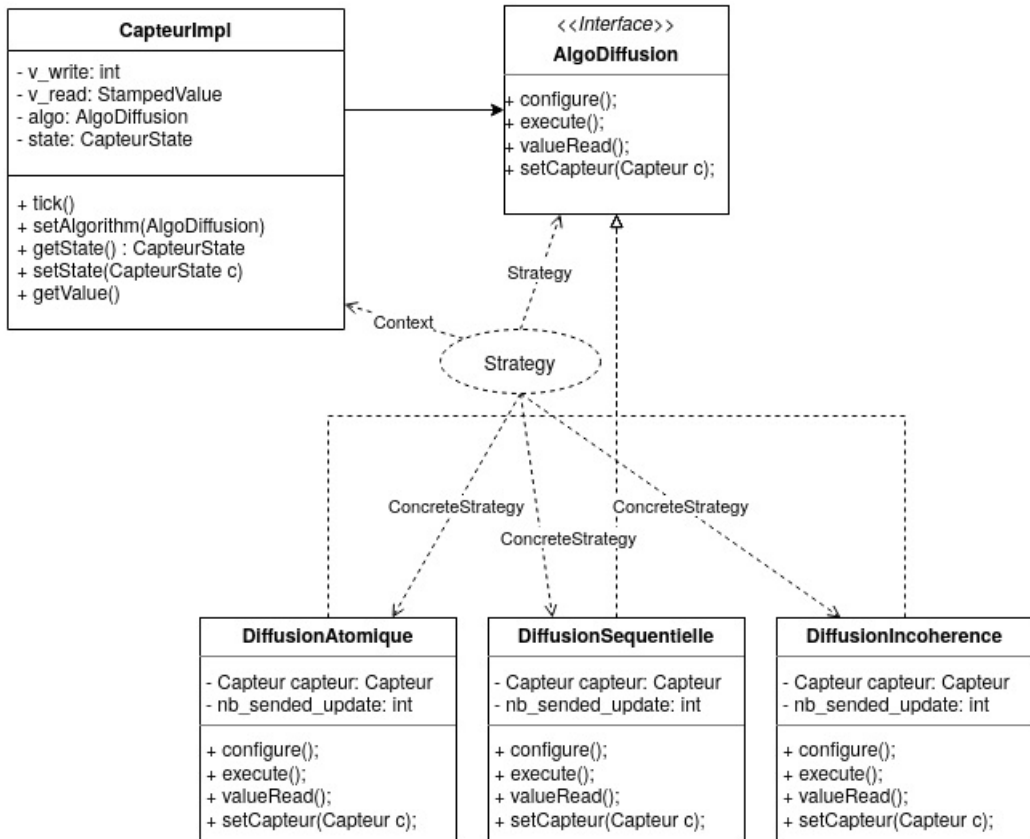 CapteurImpl
- v_write: int
- v_read: StampedValue
- algo: AlgoDiffusion
- state: CapteurState
+ tick()
+ setAlgorithm(AlgoDiffusion)
+ getState() : CapteurState
+ setState(CapteurState c)
+ getValue()
<<Interface>>
AlgoDiffusion
+ configure();
+ execute();
+ valueRead();
+ setCapteur(Capteur c);
Strategy
Context
Strategy
ConcreteStrategy
ConcreteStrategy
ConcreteStrategy
DiffusionAtomique
- Capteur capteur: Capteur
- nb_sended_update: int
+ configure();
+ execute();
+ valueRead();
+ setCapteur(Capteur c);
DiffusionSequentielle
- Capteur capteur: Capteur
- nb_sended_update: int
+ configure();
+ execute();
+ valueRead();
+ setCapteur(Capteur c);
DiffusionIncoherence
- Capteur capteur: Capteur
- nb_sended_update: int
+ configure();
+ execute();
+ valueRead();
+ setCapteur(Capteur c);